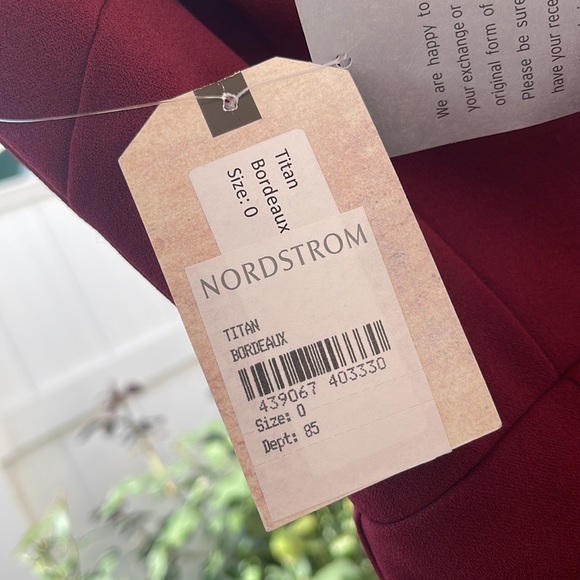 We are happy to
your exchange or
original form of
Please be sure
have your rece
Titan
Bordeaux
Size: 0
NORDSTROM
TITAN
BORDEAUX
439067 403330
Size: 0
Dept: 85